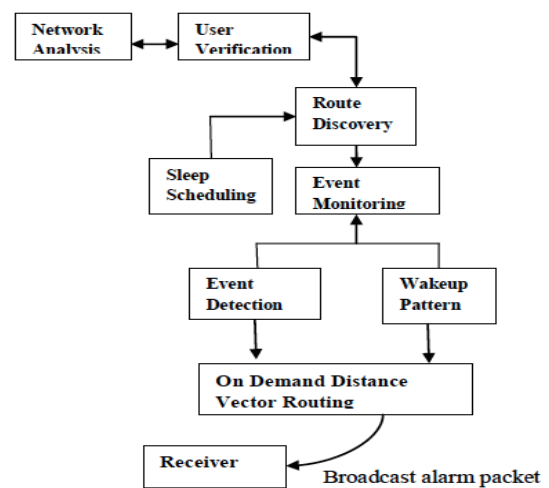 Network
Analysis
User
Verification
Route
Discovery
Sleep
Scheduling
Event
Monitoring
Event
Detection
Wakeup
Pattern
On Demand Distance
Vector Routing
Receiver
Broadcast alarm packet